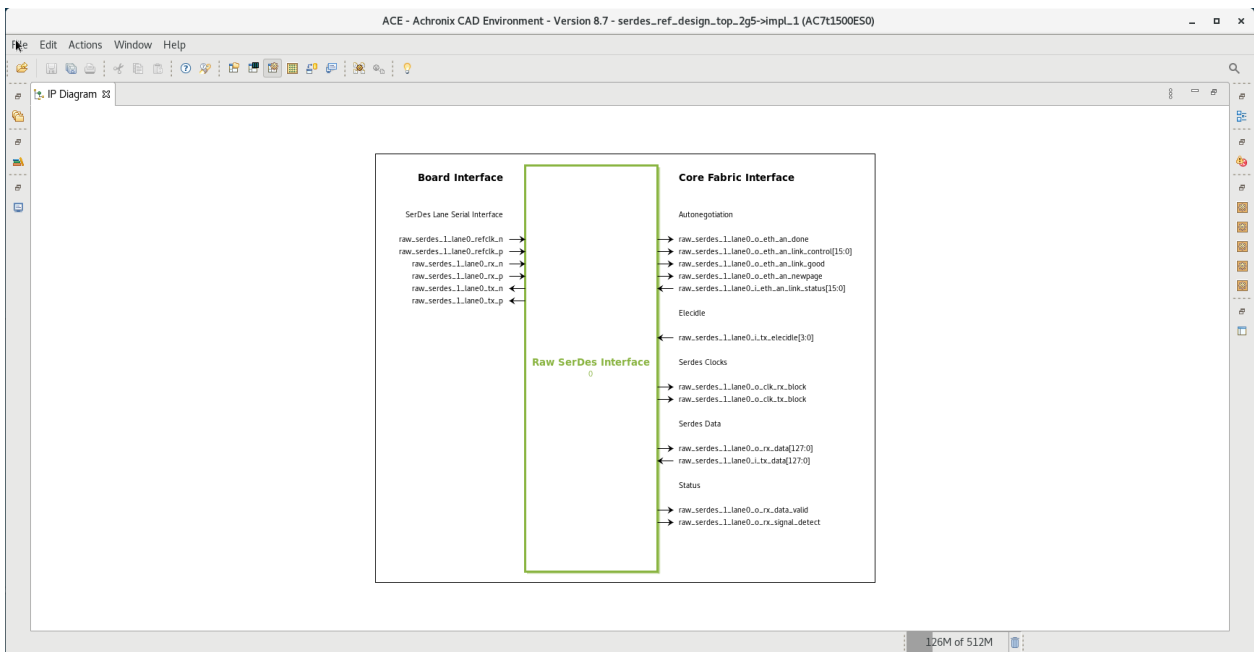 ACE - Achronix CAD Environment - Version 8.7 - serdes_ref_design_top_2g5->impl_1 (AC7t1500ES0)
File Edit Actions Window Help
IP Diagram
Board Interface
SerDes Lane Serial Interface
raw_serdes_1_lane0_refclk_n
raw_serdes_1_lane0_refclk_p
raw_serdes_1_lane0_rx_n
raw_serdes_1_lane0_rx_p
raw_serdes_1_lane0_tx_n
raw_serdes_1_lane0_tx_p
Raw SerDes Interface
0
Core Fabric Interface
Autonegotiation
raw_serdes_1_lane0_o_eth_an_done
raw_serdes_1_lane0_o_eth_an_link_control[15:0]
raw_serdes_1_lane0_o_eth_an_link_good
raw_serdes_1_lane0_o_eth_an_newpage
raw_serdes_1_lane0_i_eth_an_link_status[15:0]
Elecidle
raw_serdes_1_lane0_i_tx_elecidle[3:0]
Serdes Clocks
raw_serdes_1_lane0_o_clk_rx_block
raw_serdes_1_lane0_o_clk_tx_block
Serdes Data
raw_serdes_1_lane0_o_rx_data[127:0]
raw_serdes_1_lane0_i_tx_data[127:0]
Status
raw_serdes_1_lane0_o_rx_data_valid
raw_serdes_1_lane0_o_rx_signal_detect
126M of 512M